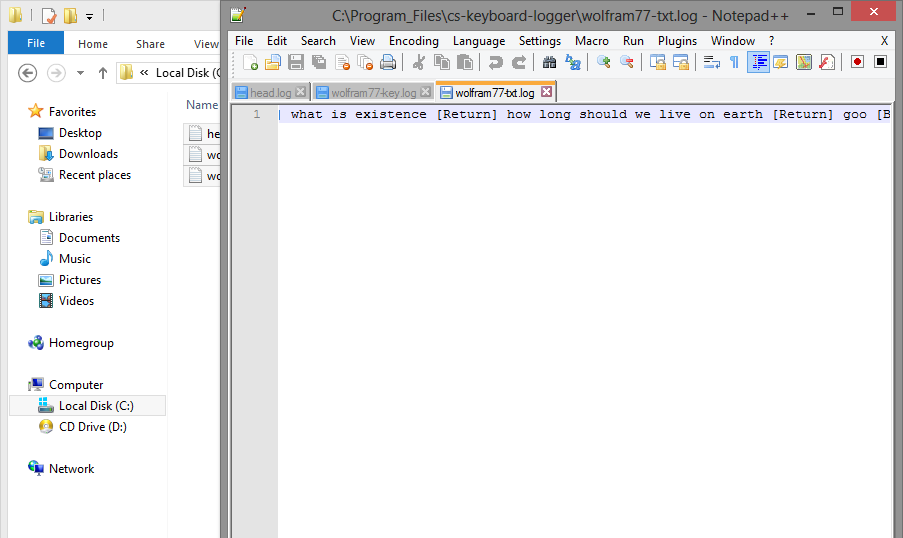 C:\Program_Files\cs-keyboard-logger\wolfram77-txt.log - Notepad++
File Home Share View
File Edit Search View Encoding Language Settings Macro Run Plugins Window ? X
« Local Disk (C
head.log wolfram77-key.log wolfram77-txt.log
Name
1 what is existence [Return] how long should we live on earth [Return] goo [B
Favorites
Desktop
Downloads
Recent places
he
wo
wo
Libraries
Documents
Music
Pictures
Videos
Homegroup
Computer
Local Disk (C:)
CD Drive (D:)
Network